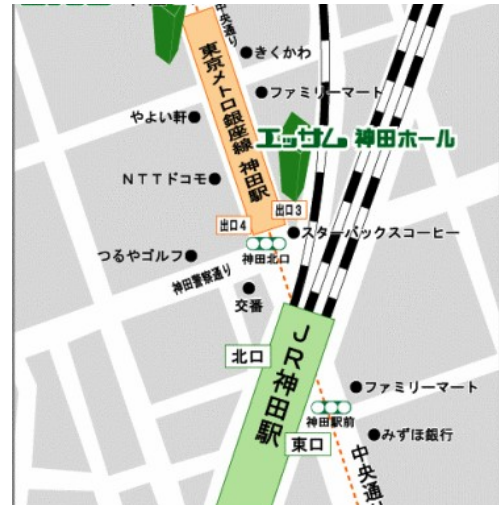 中央通り
きくかわ
東京メトロ銀座線 神田駅
ファミリーマート
やよい軒
エッサム 神田ホール
NTTドコモ
出口3
出口4
スターバックスコーヒー
神田北口
つるやゴルフ
神田警察通り
交番
JR神田駅
北口
ファミリーマート
神田駅前
みずほ銀行
東口
中央通り